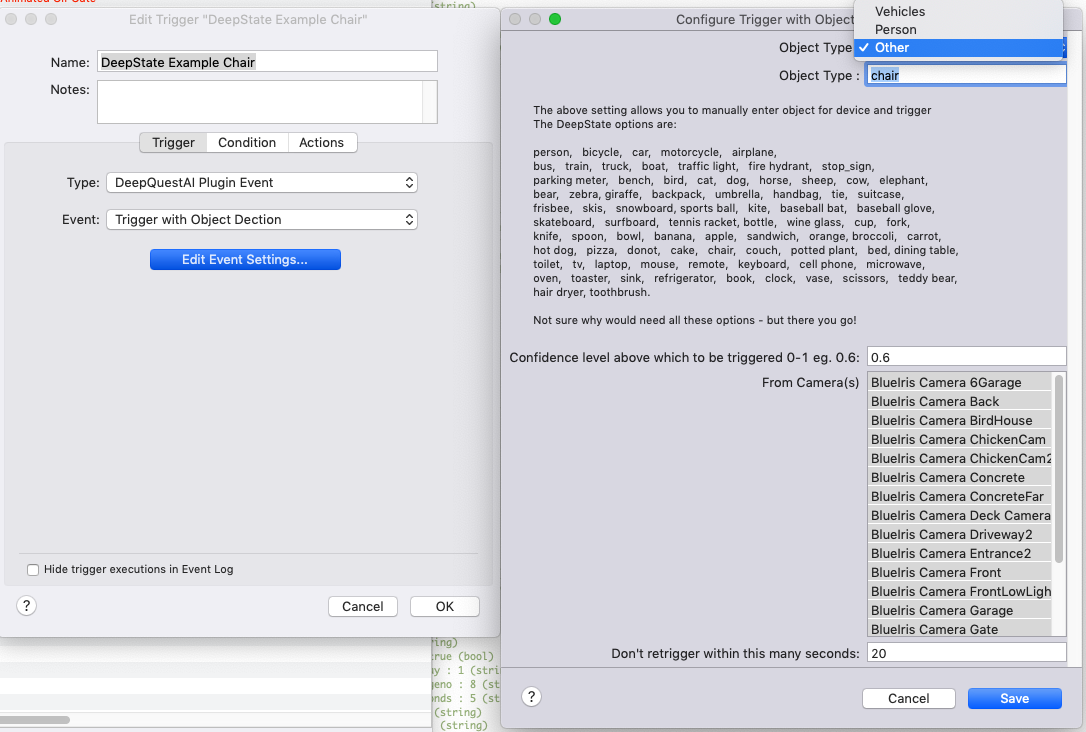 Edit Trigger "DeepState Example Chair"
Name: DeepState Example Chair
Notes:
Trigger Condition Actions
Type: DeepQuestAI Plugin Event
Event: Trigger with Object Dection
Edit Event Settings...
Hide trigger executions in Event Log
? Cancel OK
(string)
true (bool)
: 1
: 8
: 5
(string)
(string)
Configure Trigger with Object
Vehicles
Person
✓ Other
Object Type
Object Type : chair
The above setting allows you to manually enter object for device and trigger
The DeepState options are:
person, bicycle, car, motorcycle, airplane,
bus, train, truck, boat, traffic light, fire hydrant, stop_sign,
parking meter, bench, bird, cat, dog, horse, sheep, cow, elephant,
bear, zebra, giraffe, backpack, umbrella, handbag, tie, suitcase,
frisbee, skis, snowboard, sports ball, kite, baseball bat, baseball glove,
skateboard, surfboard, tennis racket, bottle, wine glass, cup, fork,
knife, spoon, bowl, banana, apple, sandwich, orange, broccoli, carrot,
hot dog, pizza, donot, cake, chair, couch, potted plant, bed, dining table,
toilet, tv, laptop, mouse, remote, keyboard, cell phone, microwave,
oven, toaster, sink, refrigerator, book, clock, vase, scissors, teddy bear,
hair dryer, toothbrush.
Not sure why would need all these options - but there you go!
Confidence level above which to be triggered 0-1 eg. 0.6: 0.6
From Camera(s)
BlueIris Camera 6Garage
BlueIris Camera Back
BlueIris Camera BirdHouse
BlueIris Camera ChickenCam
BlueIris Camera ChickenCam2
BlueIris Camera Concrete
BlueIris Camera ConcreteFar
BlueIris Camera Deck Camera
BlueIris Camera Driveway2
BlueIris Camera Entrance2
BlueIris Camera Front
BlueIris Camera FrontLowLigh
BlueIris Camera Garage
BlueIris Camera Gate
Don't retrigger within this many seconds: 20
? Cancel Save